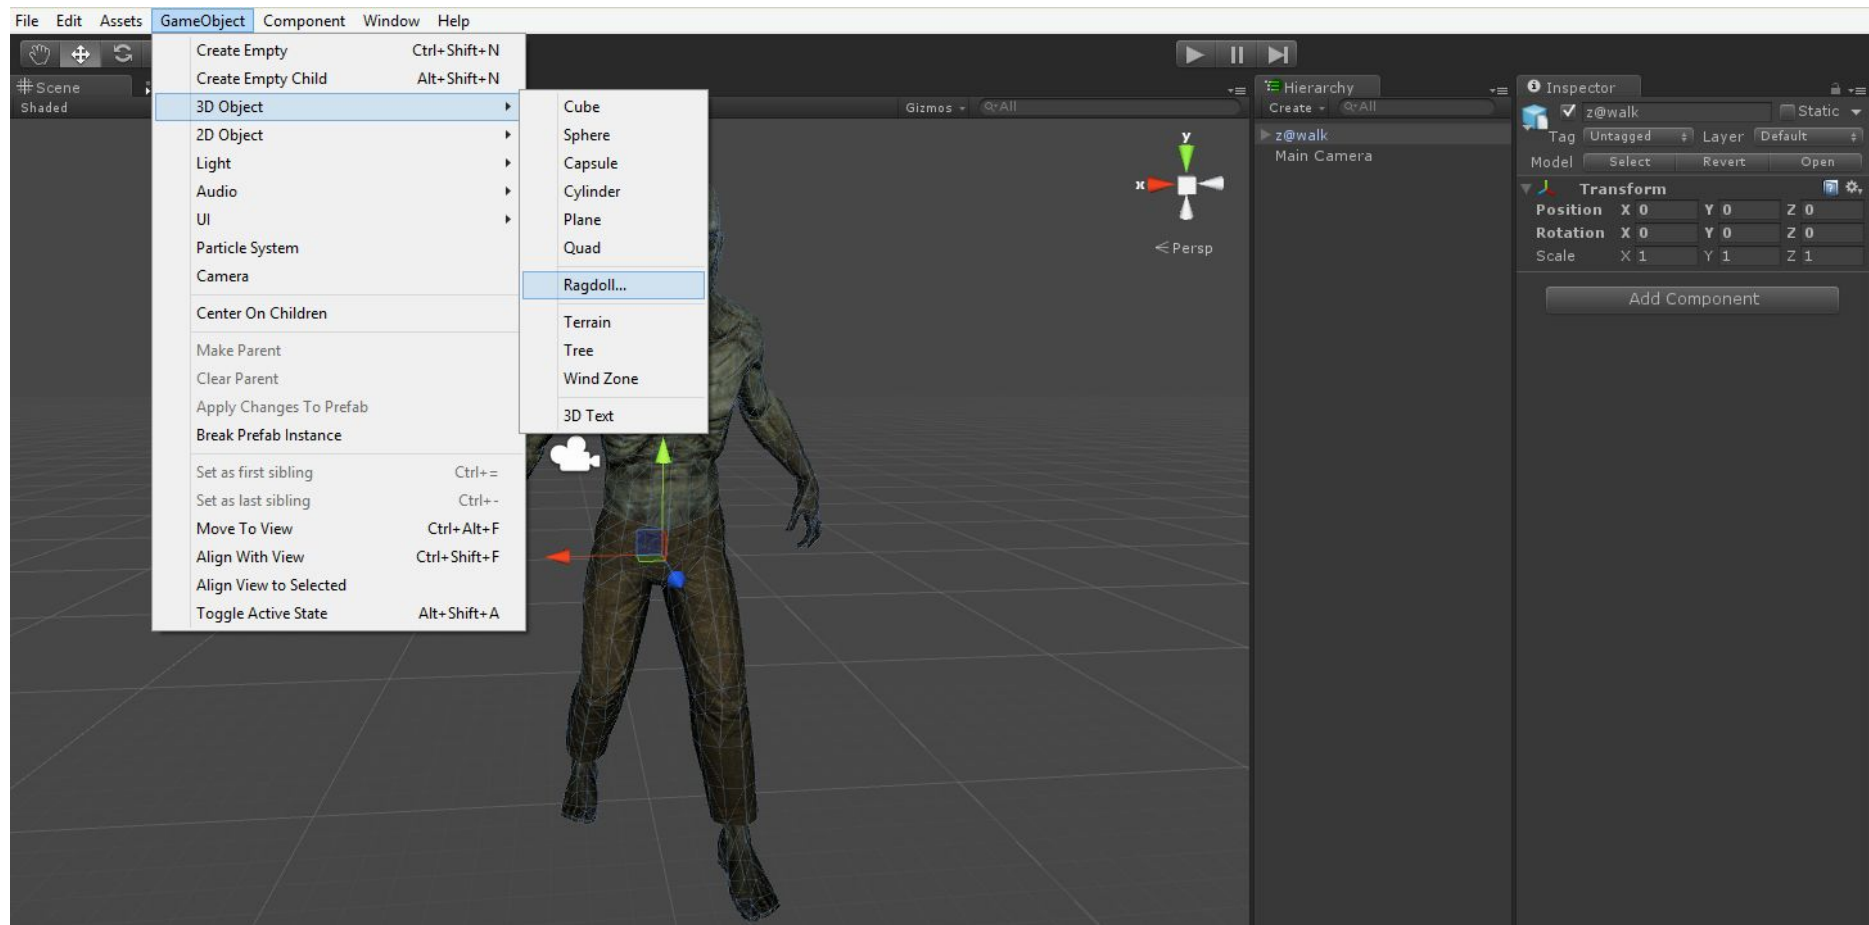 File Edit Assets GameObject Component Window Help
Create Empty Ctrl+Shift+N
Create Empty Child Alt+Shift+N
3D Object
2D Object
Light
Audio
UI
Particle System
Camera
Center On Children
Make Parent
Clear Parent
Apply Changes To Prefab
Break Prefab Instance
Set as first sibling Ctrl+=
Set as last sibling Ctrl+-
Move To View Ctrl+Alt+F
Align With View Ctrl+Shift+F
Align View to Selected
Toggle Active State Alt+Shift+A
Cube
Sphere
Capsule
Cylinder
Plane
Quad
Ragdoll...
Terrain
Tree
Wind Zone
3D Text
Scene
Shaded
Gizmos All
y
x
Persp
Hierarchy
Create All
z@walk
Main Camera
Inspector
z@walk Static
Tag Untagged Layer Default
Model Select Revert Open
Transform
Position X 0 Y 0 Z 0
Rotation X 0 Y 0 Z 0
Scale X 1 Y 1 Z 1
Add Component